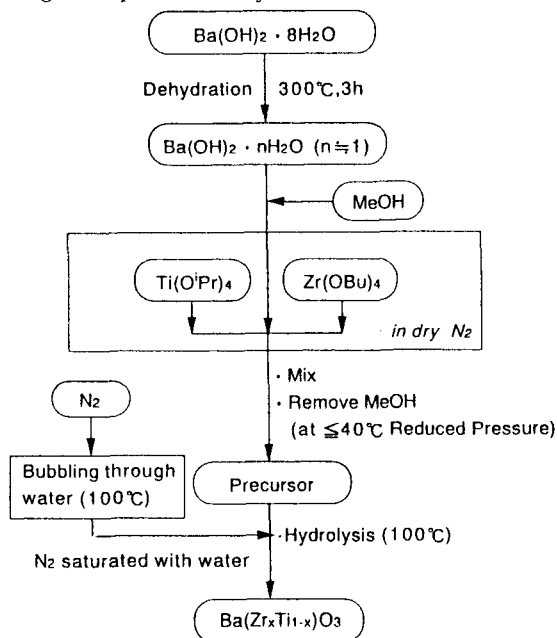 Ba(OH)2 · 8H2O
Dehydration 300℃,3h
Ba(OH)2 · nH2O (n≒1)
MeOH
Ti(OiPr)4
Zr(OBu)4
in dry N2
· Mix
· Remove MeOH
(at ≦40℃ Reduced Pressure)
N2
Bubbling through
water (100℃)
Precursor
· Hydrolysis (100℃)
N2 saturated with water
Ba(ZrxTi1-x)O3